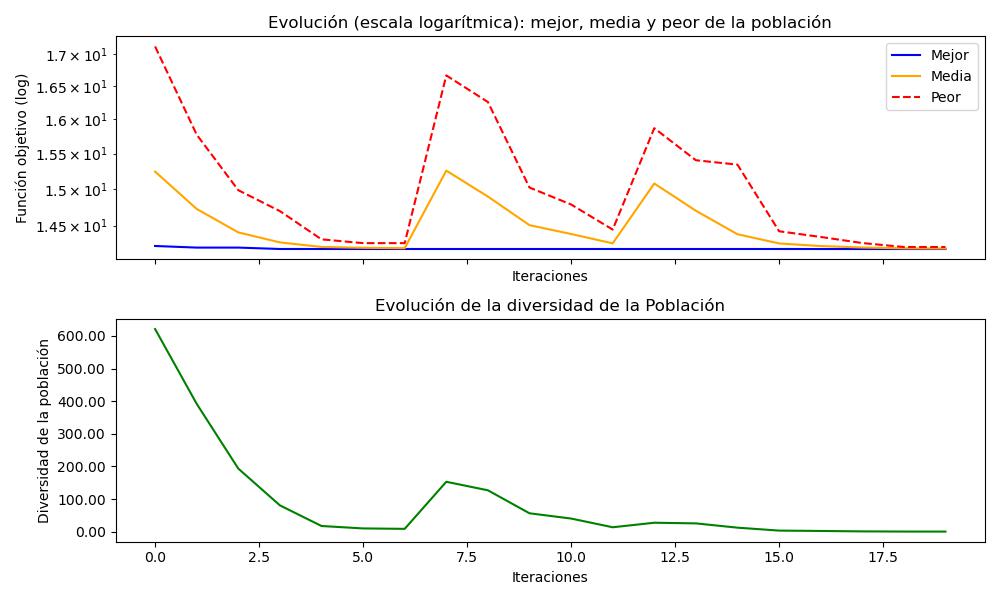 Evolución (escala logarítmica): mejor, media y peor de la población
Función objetivo (log)
1.7 × 10¹
1.65 × 10¹
1.6 × 10¹
1.55 × 10¹
1.5 × 10¹
1.45 × 10¹
Mejor
Media
Peor
Iteraciones
Evolución de la diversidad de la Población
Diversidad de la población
600.00
500.00
400.00
300.00
200.00
100.00
0.00
0.0 2.5 5.0 7.5 10.0 12.5 15.0 17.5
Iteraciones